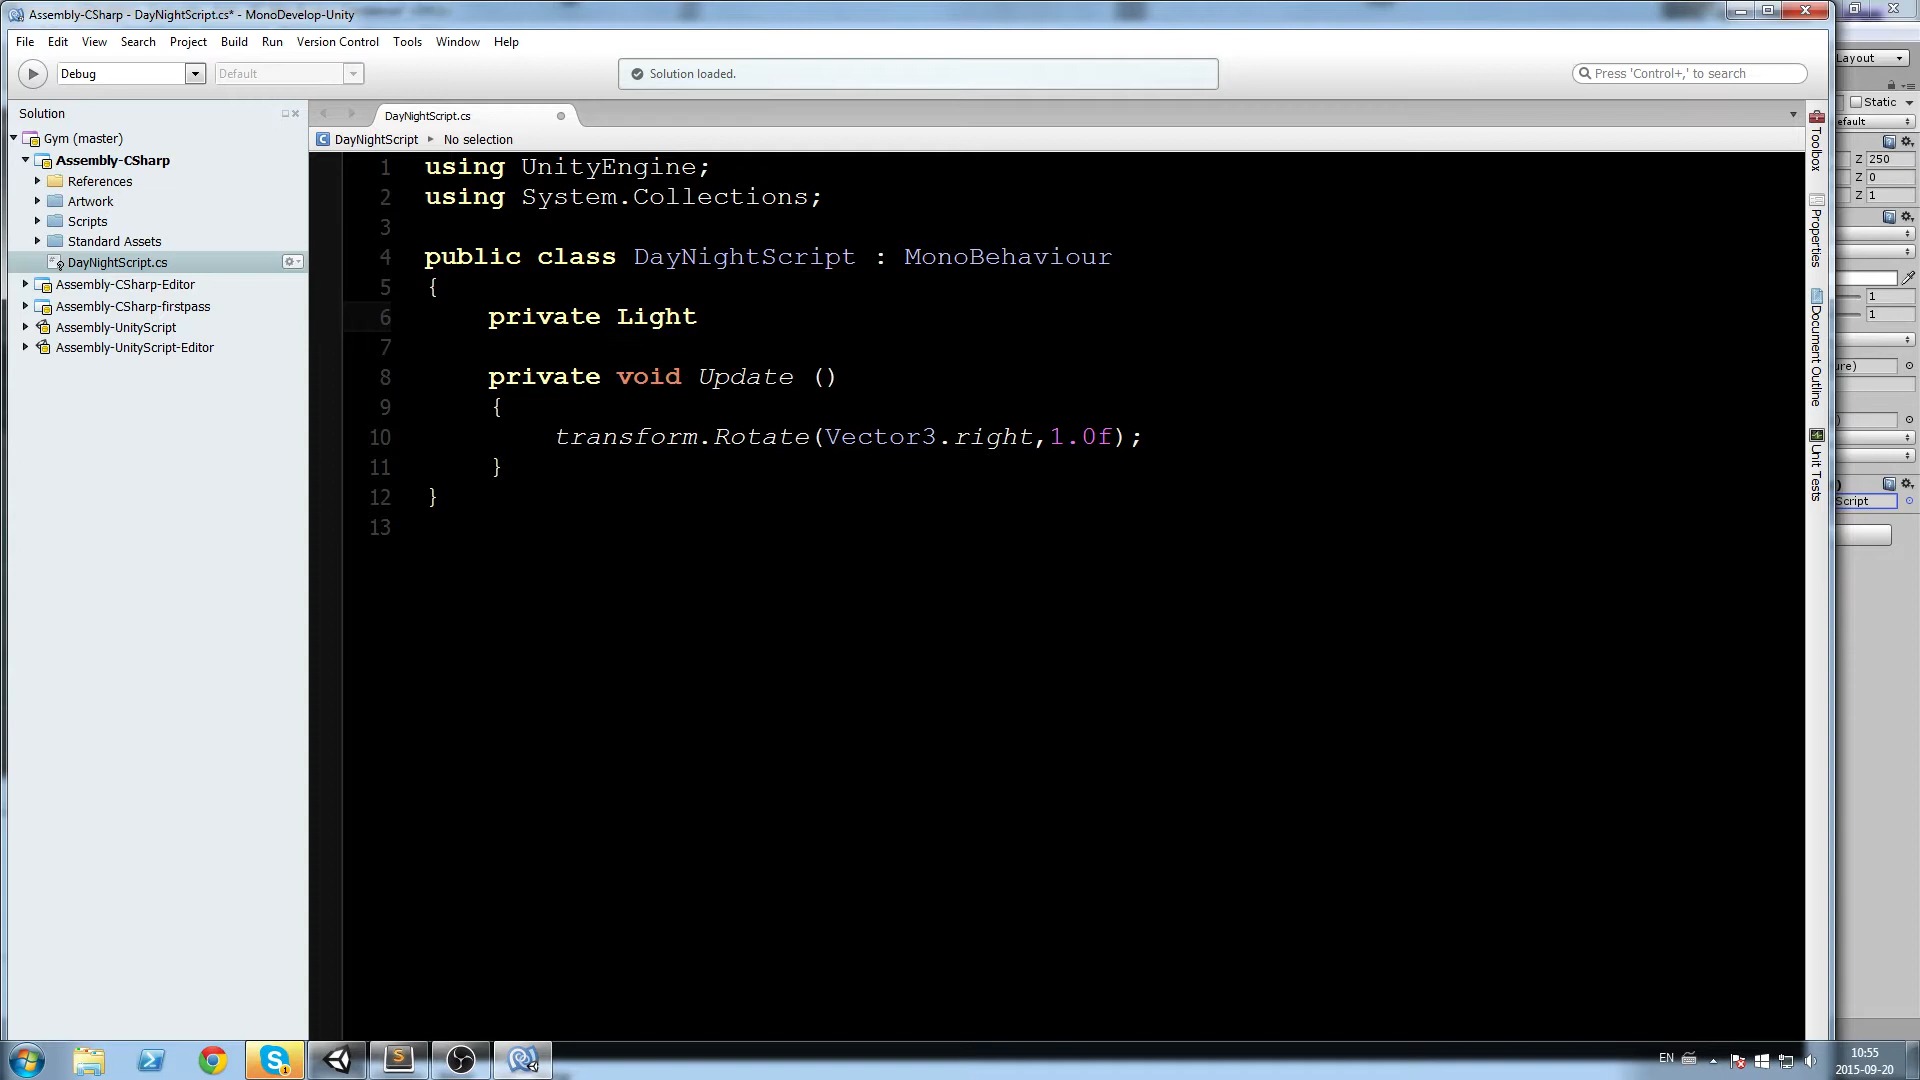 Assembly-CSharp - DayNightScript.cs* - MonoDevelop-Unity
File Edit View Search Project Build Run Version Control Tools Window Help
Layout
Debug Default Solution loaded. Press 'Control+,' to search
Static
Solution DayNightScript.cs
efault
DayNightScript No selection
Gym (master)
Assembly-CSharp
References
Artwork
Scripts
Standard Assets
DayNightScript.cs
Assembly-CSharp-Editor
Assembly-CSharp-firstpass
Assembly-UnityScript
Assembly-UnityScript-Editor
1 using UnityEngine;
2 using System.Collections;
3
4 public class DayNightScript : MonoBehaviour
5 {
6 private Light
7
8 private void Update ()
9 {
10 transform.Rotate(Vector3.right,1.0f);
11 }
12 }
13
Toolbox
Properties
Document Outline
Unit Tests
Z 250
Z 0
Z 1
1
1
ure)
)
)
Script
EN
10:55
2015-09-20